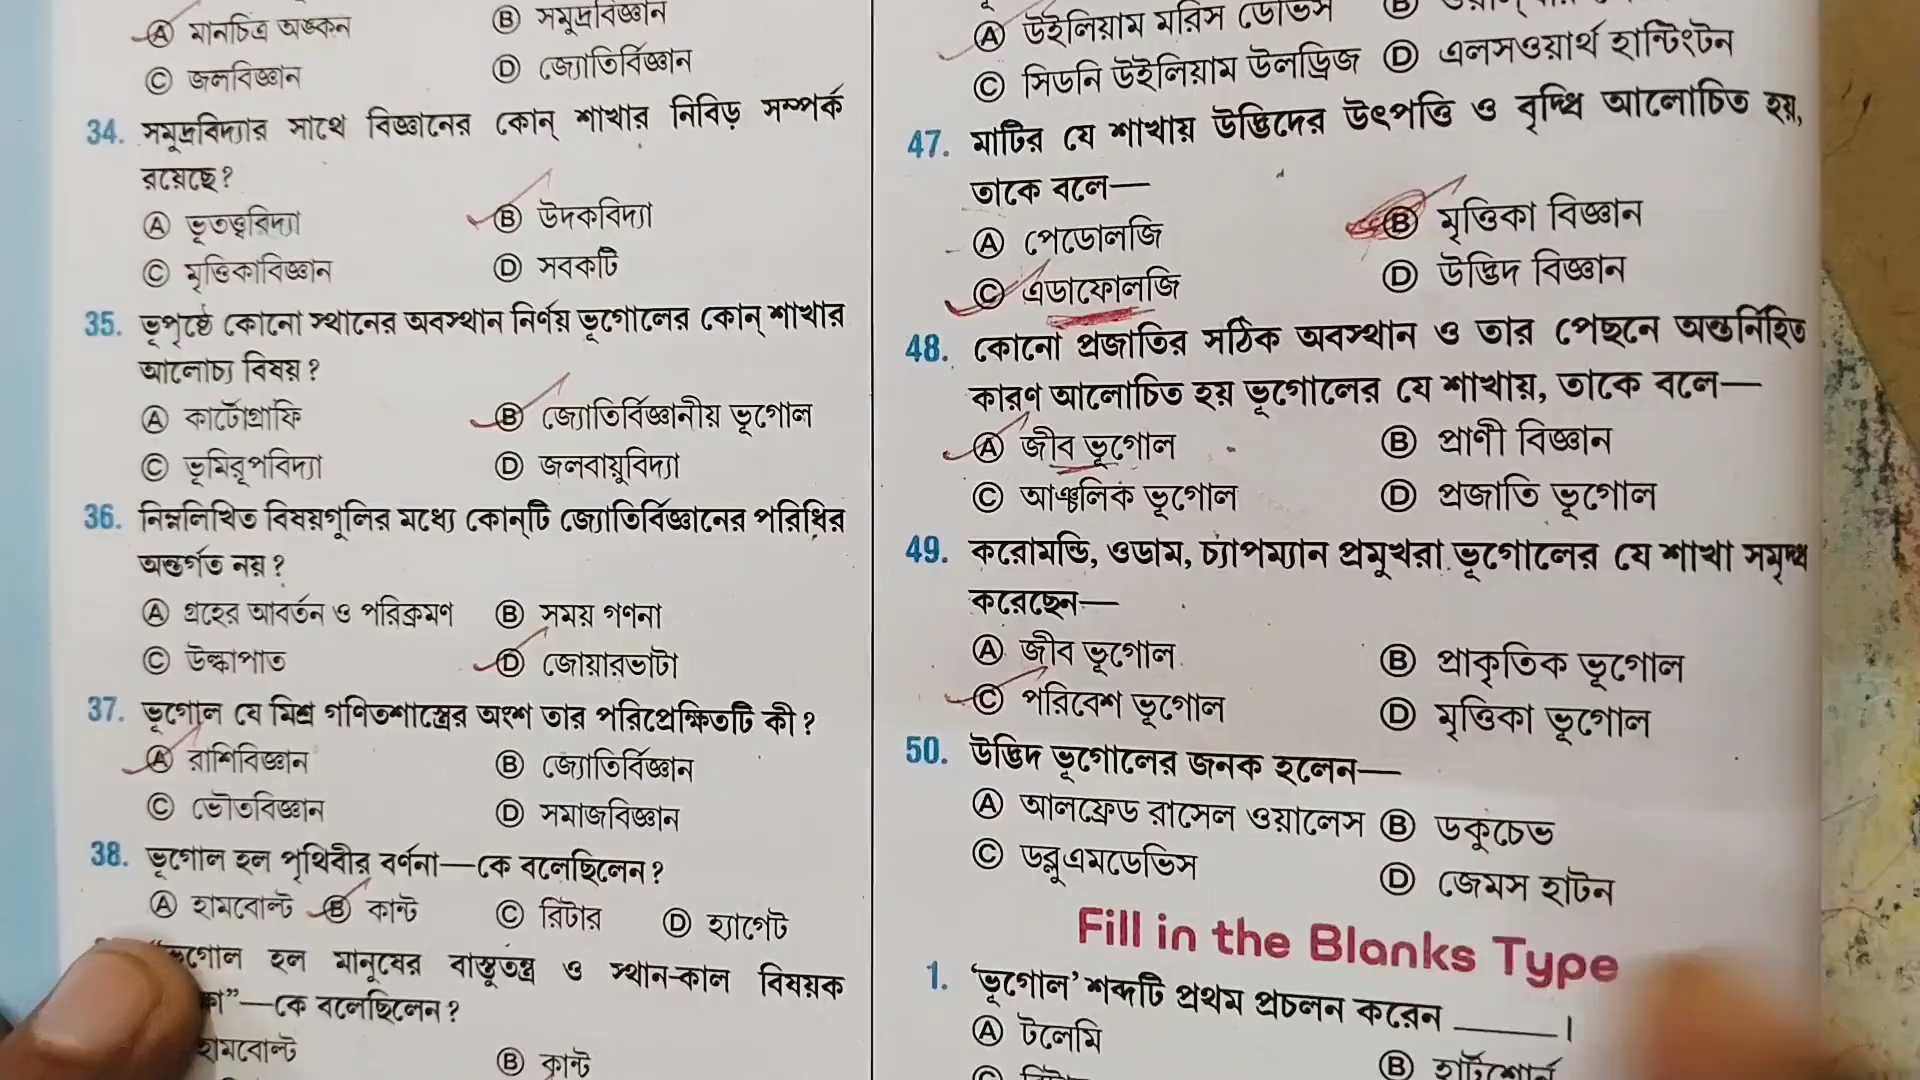 Ⓐ মানচিত্র অঙ্কন Ⓑ সমুদ্রবিজ্ঞান
Ⓒ জলবিজ্ঞান Ⓓ জ্যোতির্বিজ্ঞান
34. সমুদ্রবিদ্যার সাথে বিজ্ঞানের কোন্ শাখার নিবিড় সম্পর্ক
রয়েছে?
Ⓐ ভূতত্ত্ববিদ্যা Ⓑ উদকবিদ্যা
Ⓒ মৃত্তিকাবিজ্ঞান Ⓓ সবকটি
35. ভূপৃষ্ঠে কোনো স্থানের অবস্থান নির্ণয় ভূগোলের কোন্ শাখার
আলোচ্য বিষয়?
Ⓐ কার্টোগ্রাফি Ⓑ জ্যোতির্বিজ্ঞানীয় ভূগোল
Ⓒ ভূমিরূপবিদ্যা Ⓓ জলবায়ুবিদ্যা
36. নিম্নলিখিত বিষয়গুলির মধ্যে কোন্‌টি জ্যোতির্বিজ্ঞানের পরিধির
অন্তর্গত নয়?
Ⓐ গ্রহের আবর্তন ও পরিক্রমণ Ⓑ সময় গণনা
Ⓒ উল্কাপাত Ⓓ জোয়ারভাটা
37. ভূগোল যে মিশ্র গণিতশাস্ত্রের অংশ তার পরিপ্রেক্ষিতটি কী?
Ⓐ রাশিবিজ্ঞান Ⓑ জ্যোতির্বিজ্ঞান
Ⓒ ভৌতবিজ্ঞান Ⓓ সমাজবিজ্ঞান
38. ভূগোল হল পৃথিবীর বর্ণনা—কে বলেছিলেন?
Ⓐ হামবোল্ট Ⓑ কান্ট Ⓒ রিটার Ⓓ হ্যাগেট
“ভূগোল হল মানুষের বাস্তুতন্ত্র ও স্থান-কাল বিষয়ক
—কে বলেছিলেন?
হামবোল্ট Ⓑ কান্ট
Ⓐ উইলিয়াম মরিস ডেভিস Ⓑ
Ⓒ সিডনি উইলিয়াম উলড্রিজ Ⓓ এলসওয়ার্থ হান্টিংটন
47. মাটির যে শাখায় উদ্ভিদের উৎপত্তি ও বৃদ্ধি আলোচিত হয়,
তাকে বলে—
Ⓐ পেডোলজি Ⓑ মৃত্তিকা বিজ্ঞান
Ⓒ এডাফোলজি Ⓓ উদ্ভিদ বিজ্ঞান
48. কোনো প্রজাতির সঠিক অবস্থান ও তার পেছনে অন্তর্নিহিত
কারণ আলোচিত হয় ভূগোলের যে শাখায়, তাকে বলে—
Ⓐ জীব ভূগোল Ⓑ প্রাণী বিজ্ঞান
Ⓒ আঞ্চলিক ভূগোল Ⓓ প্রজাতি ভূগোল
49. করোমন্ডি, ওডাম, চ্যাপম্যান প্রমুখরা ভূগোলের যে শাখা সমৃদ্ধ
করেছেন—
Ⓐ জীব ভূগোল Ⓑ প্রাকৃতিক ভূগোল
Ⓒ পরিবেশ ভূগোল Ⓓ মৃত্তিকা ভূগোল
50. উদ্ভিদ ভূগোলের জনক হলেন—
Ⓐ আলফ্রেড রাসেল ওয়ালেস Ⓑ ডকুচেভ
Ⓒ ডব্লুএমডেভিস Ⓓ জেমস হাটন
Fill in the Blanks Type
1. ‘ভূগোল’ শব্দটি প্রথম প্রচলন করেন ______।
Ⓐ টলেমি Ⓑ হার্টশোর্ন